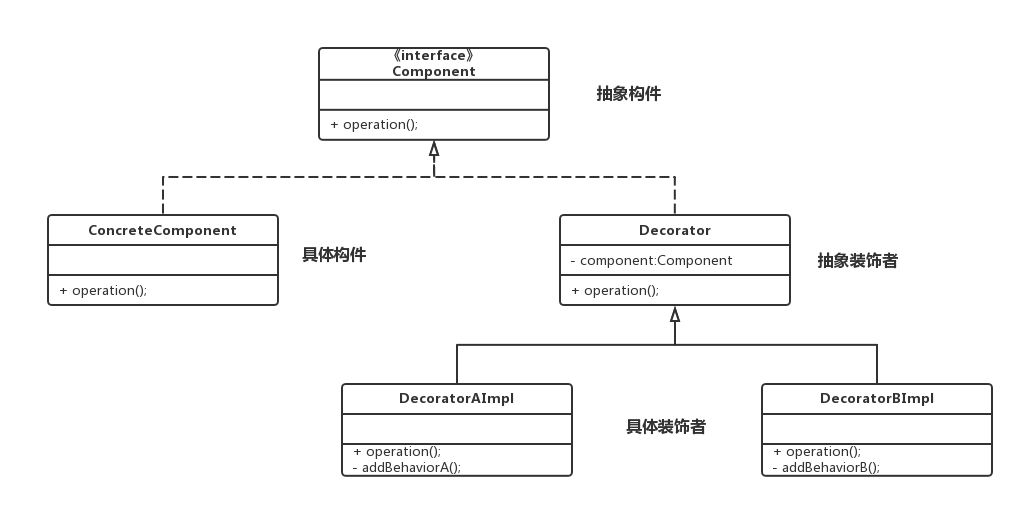 《interface》
Component
+ operation();
抽象构件
ConcreteComponent
+ operation();
具体构件
Decorator
- component:Component
+ operation();
抽象装饰者
DecoratorAImpl
+ operation();
- addBehaviorA();
具体装饰者
DecoratorBImpl
+ operation();
- addBehaviorB();